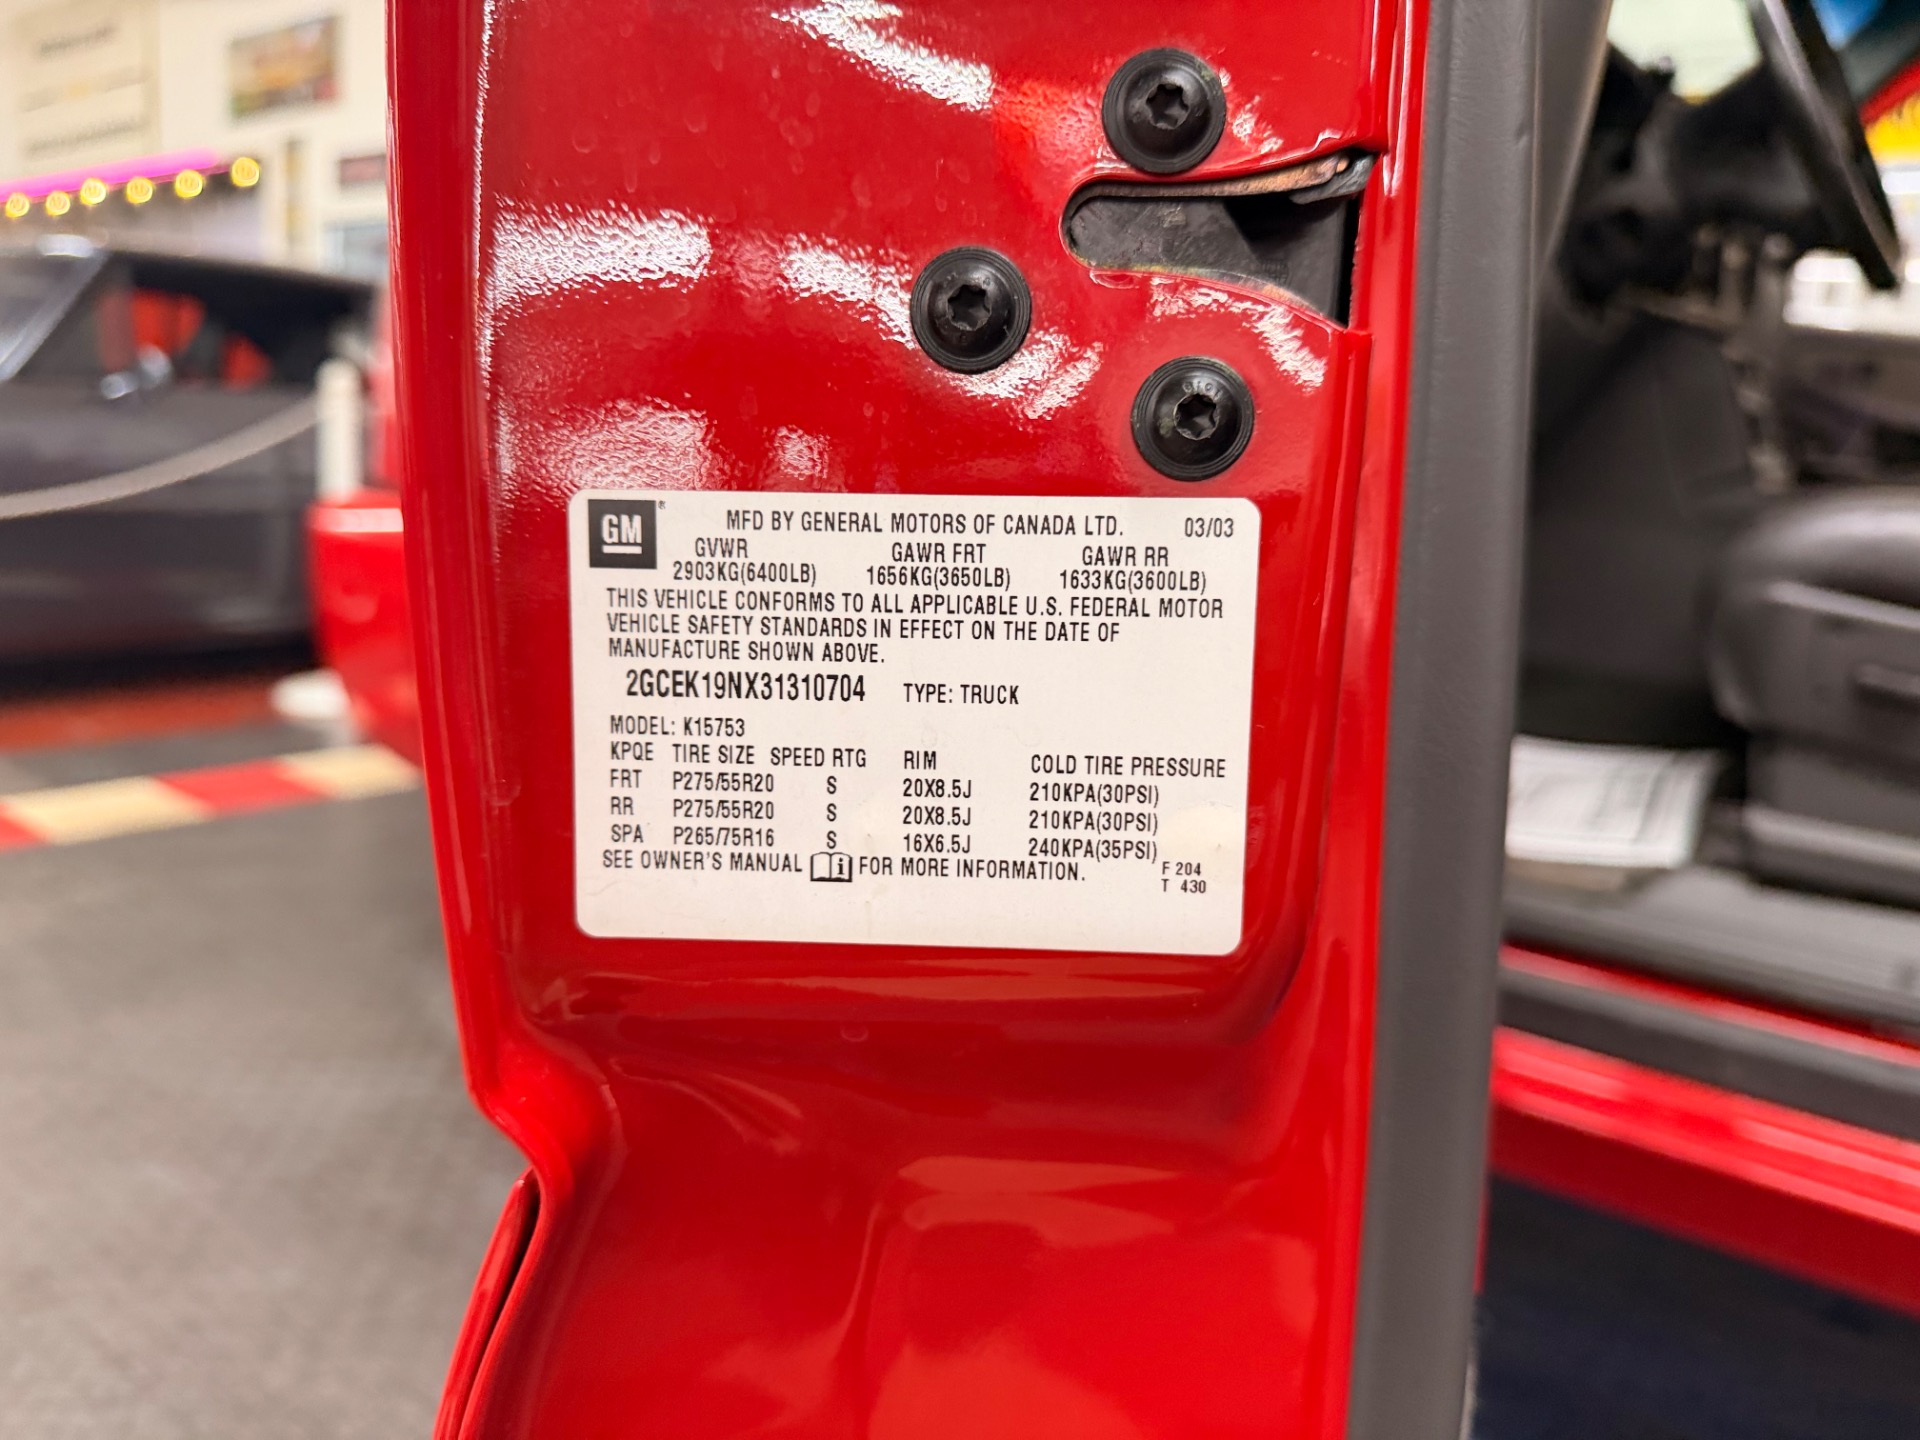 GM®
MFD BY GENERAL MOTORS OF CANADA LTD. 03/03
GVWR GAWR FRT GAWR RR
2903KG(6400LB) 1656KG(3650LB) 1633KG(3600LB)
THIS VEHICLE CONFORMS TO ALL APPLICABLE U.S. FEDERAL MOTOR
VEHICLE SAFETY STANDARDS IN EFFECT ON THE DATE OF
MANUFACTURE SHOWN ABOVE.
2GCEK19NX31310704 TYPE: TRUCK
MODEL: K15753
KPQE TIRE SIZE SPEED RTG RIM COLD TIRE PRESSURE
FRT P275/55R20 S 20X8.5J 210KPA(30PSI)
RR P275/55R20 S 20X8.5J 210KPA(30PSI)
SPA P265/75R16 S 16X6.5J 240KPA(35PSI)
SEE OWNER'S MANUAL i FOR MORE INFORMATION.
F 204
T 430